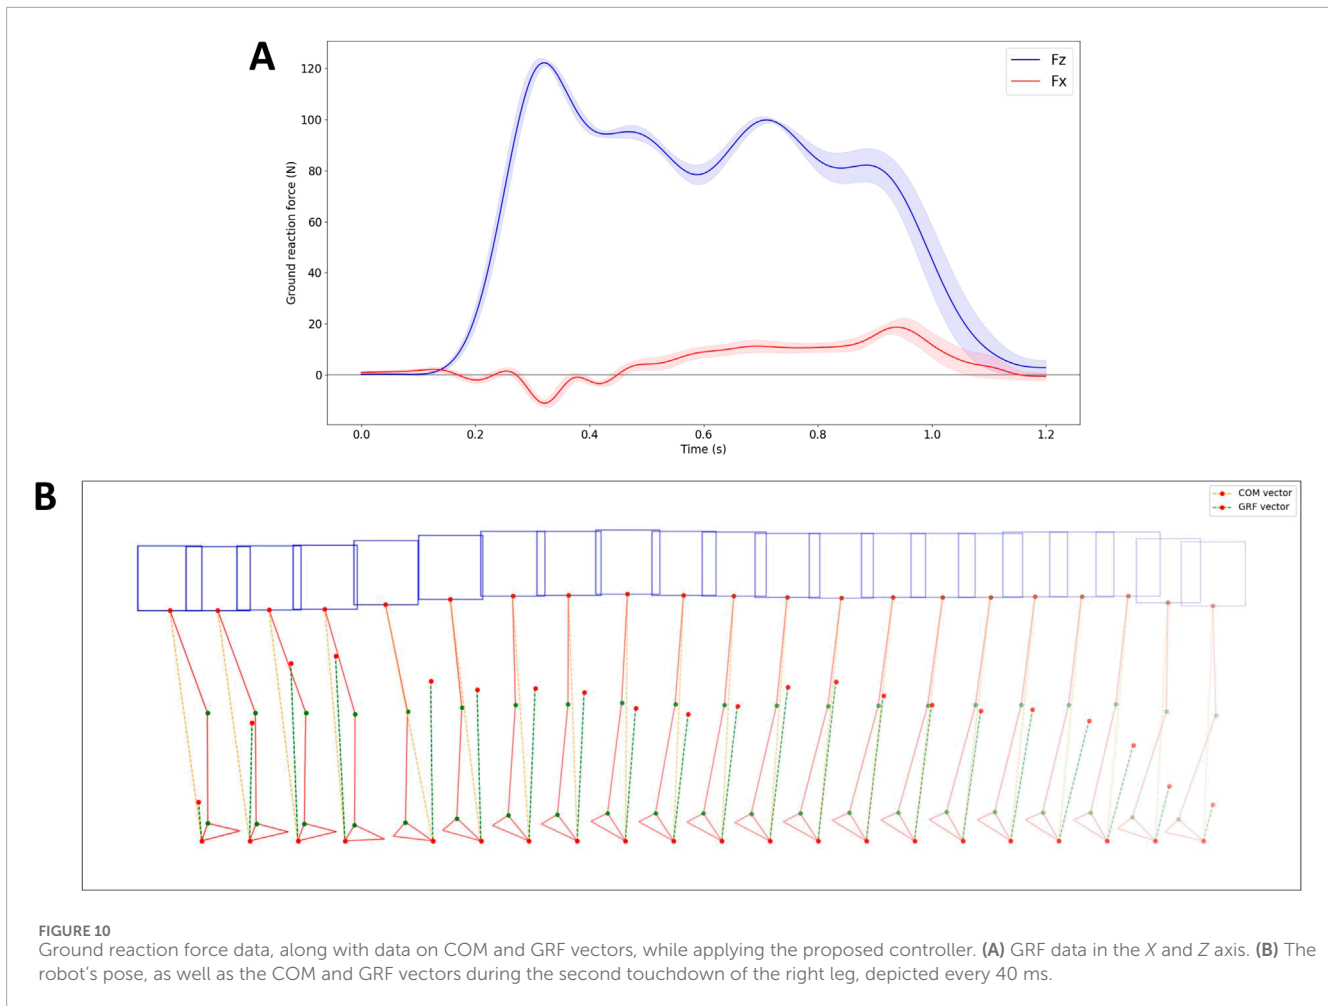 A
Fz
Fx
120
100
80
60
40
20
0
Ground reaction force (N)
0.0 0.2 0.4 0.6 0.8 1.0 1.2
Time (s)
B
COM vector
GRF vector
FIGURE 10
Ground reaction force data, along with data on COM and GRF vectors, while applying the proposed controller. (A) GRF data in the X and Z axis. (B) The
robot's pose, as well as the COM and GRF vectors during the second touchdown of the right leg, depicted every 40 ms.